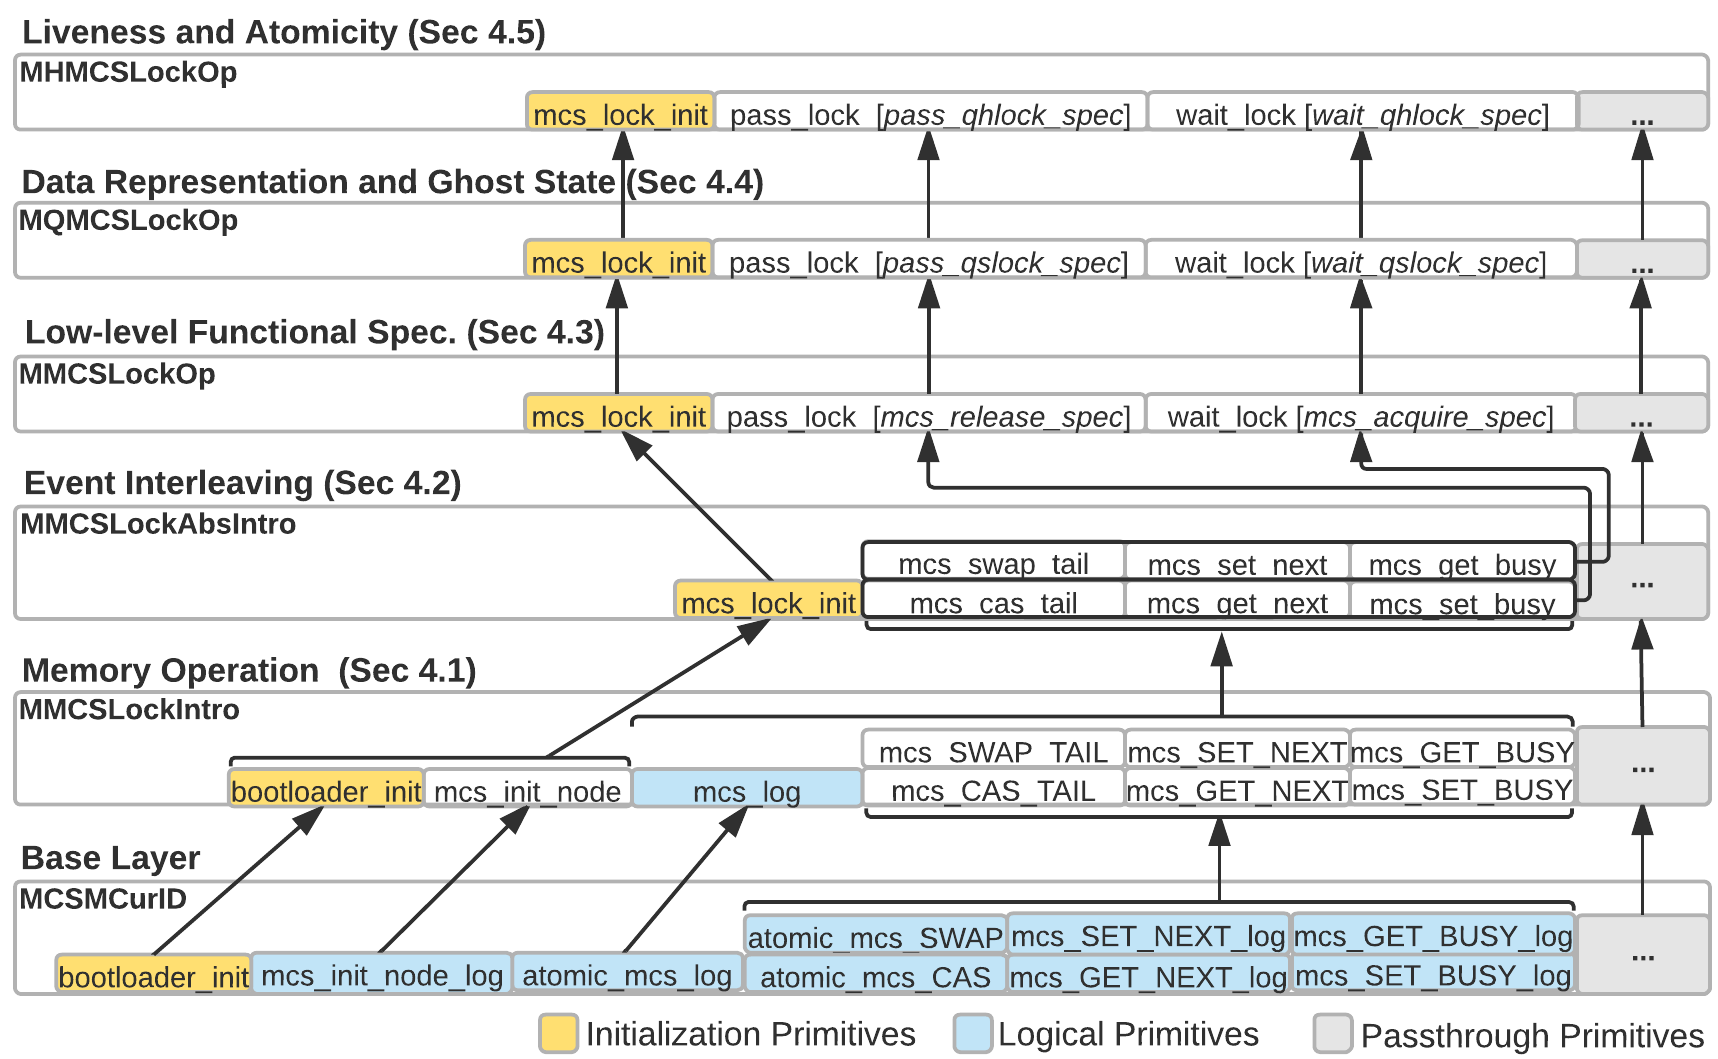 Liveness and Atomicity (Sec 4.5)
MHMCSLockOp
mcs_lock_init pass_lock [pass_qhlock_spec] wait_lock [wait_qhlock_spec] ...
Data Representation and Ghost State (Sec 4.4)
MQMCSLockOp
mcs_lock_init pass_lock [pass_qslock_spec] wait_lock [wait_qslock_spec] ...
Low-level Functional Spec. (Sec 4.3)
MMCSLockOp
mcs_lock_init pass_lock [mcs_release_spec] wait_lock [mcs_acquire_spec] ...
Event Interleaving (Sec 4.2)
MMCSLockAbsIntro
mcs_swap_tail mcs_set_next mcs_get_busy
mcs_lock_init mcs_cas_tail mcs_get_next mcs_set_busy ...
Memory Operation (Sec 4.1)
MMCSLockIntro
mcs_SWAP_TAIL mcs_SET_NEXT mcs_GET_BUSY
bootloader_init mcs_init_node mcs_log mcs_CAS_TAIL mcs_GET_NEXT mcs_SET_BUSY ...
Base Layer
MCSMCurID
atomic_mcs_SWAP mcs_SET_NEXT_log mcs_GET_BUSY_log
bootloader_init mcs_init_node_log atomic_mcs_log atomic_mcs_CAS mcs_GET_NEXT_log mcs_SET_BUSY_log ...
Initialization Primitives Logical Primitives Passthrough Primitives